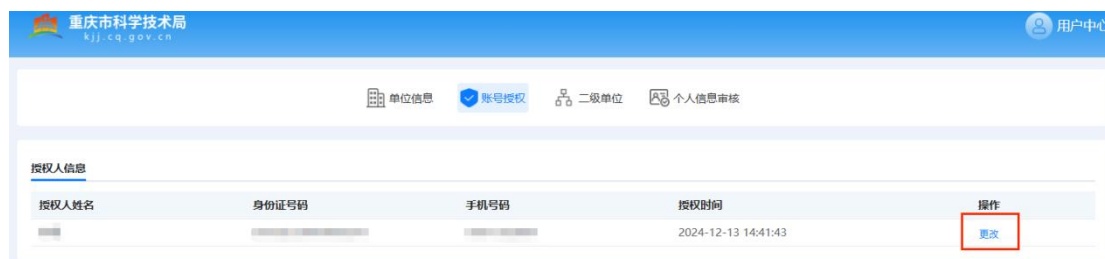 重庆市科学技术局
kjj.cq.gov.cn
用户中心
单位信息 账号授权 二级单位 个人信息审核
授权人信息
授权人姓名 身份证号码 手机号码 授权时间 操作
2024-12-13 14:41:43 更改